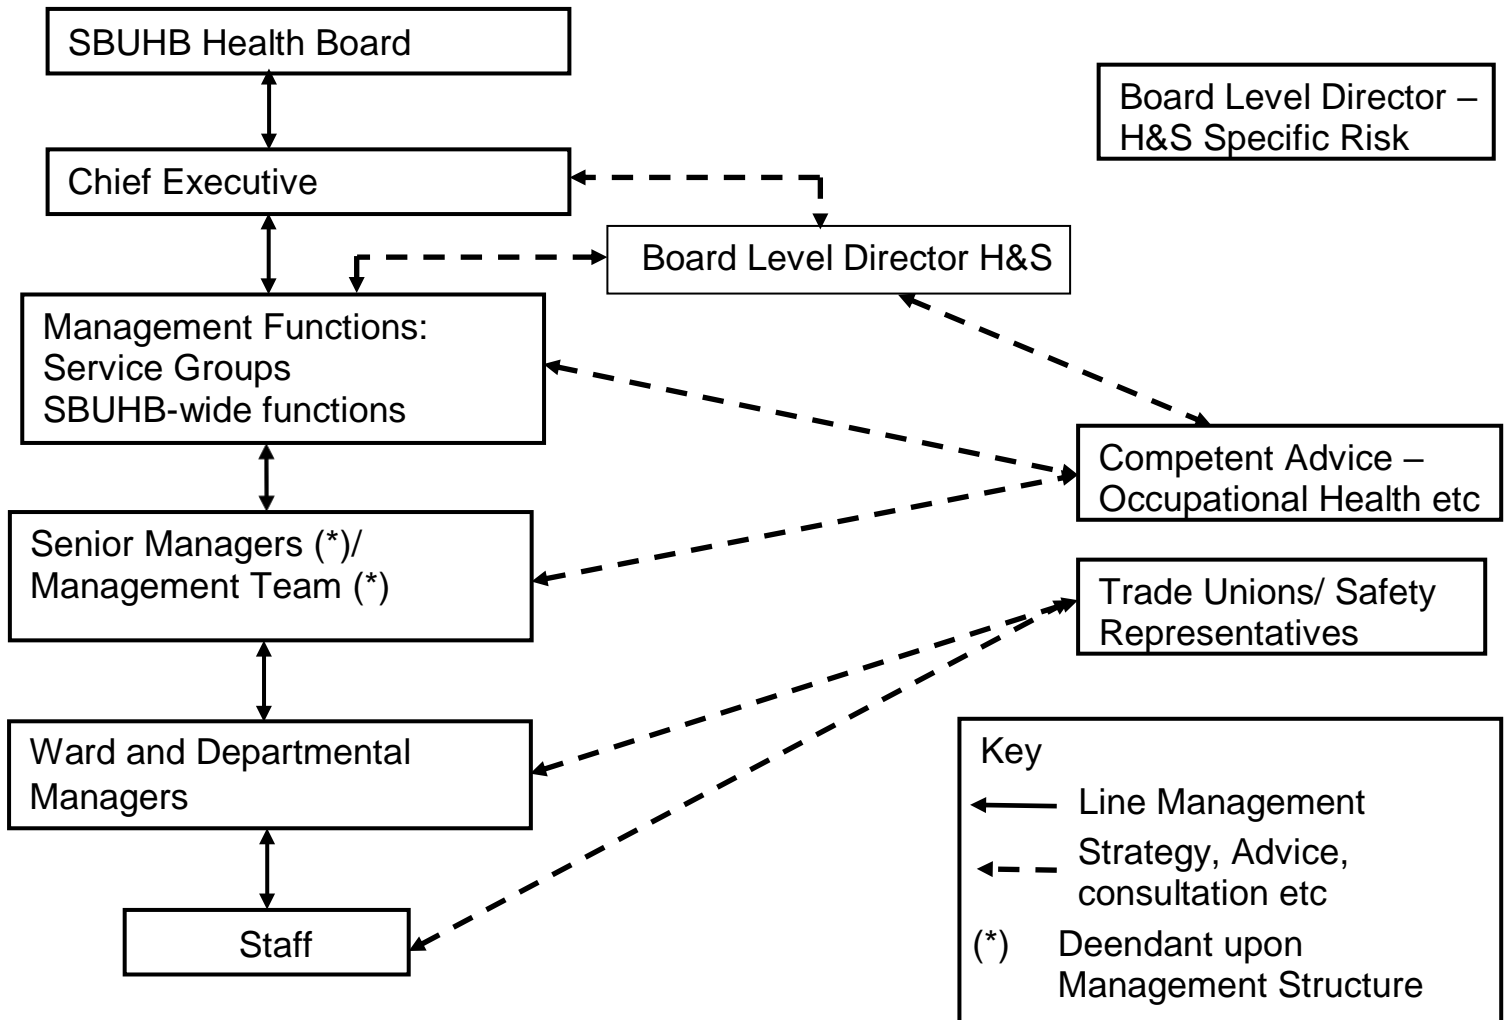 SBUHB Health Board
Board Level Director –
H&S Specific Risk
Chief Executive
Board Level Director H&S
Management Functions:
Service Groups
SBUHB-wide functions
Competent Advice –
Occupational Health etc
Senior Managers (*)/
Management Team (*)
Trade Unions/ Safety
Representatives
Ward and Departmental
Managers
Staff
Key
Line Management
Strategy, Advice,
consultation etc
(*) Deendant upon
Management Structure